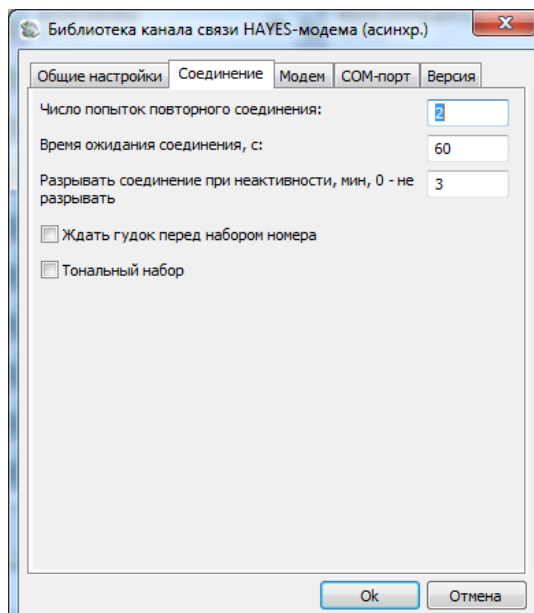 Библиотека канала связи HAYES-модема (асинхр.)
Общие настройки Соединение Модем COM-порт Версия
Число попыток повторного соединения: 2
Время ожидания соединения, с: 60
Разрывать соединение при неактивности, мин, 0 - не 3
разрывать
Ждать гудок перед набором номера
Тональный набор
Ok Отмена